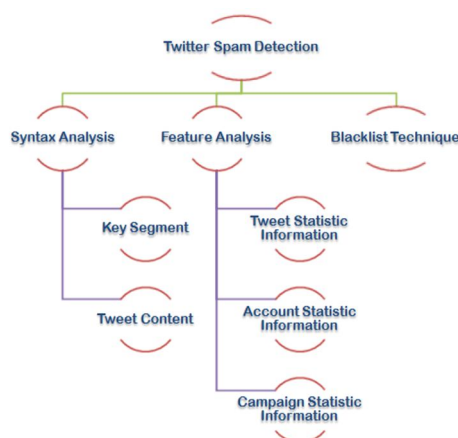 Twitter Spam Detection
Syntax Analysis
Feature Analysis
Blacklist Technique
Key Segment
Tweet Content
Tweet Statistic
Information
Account Statistic
Information
Campaign Statistic
Information